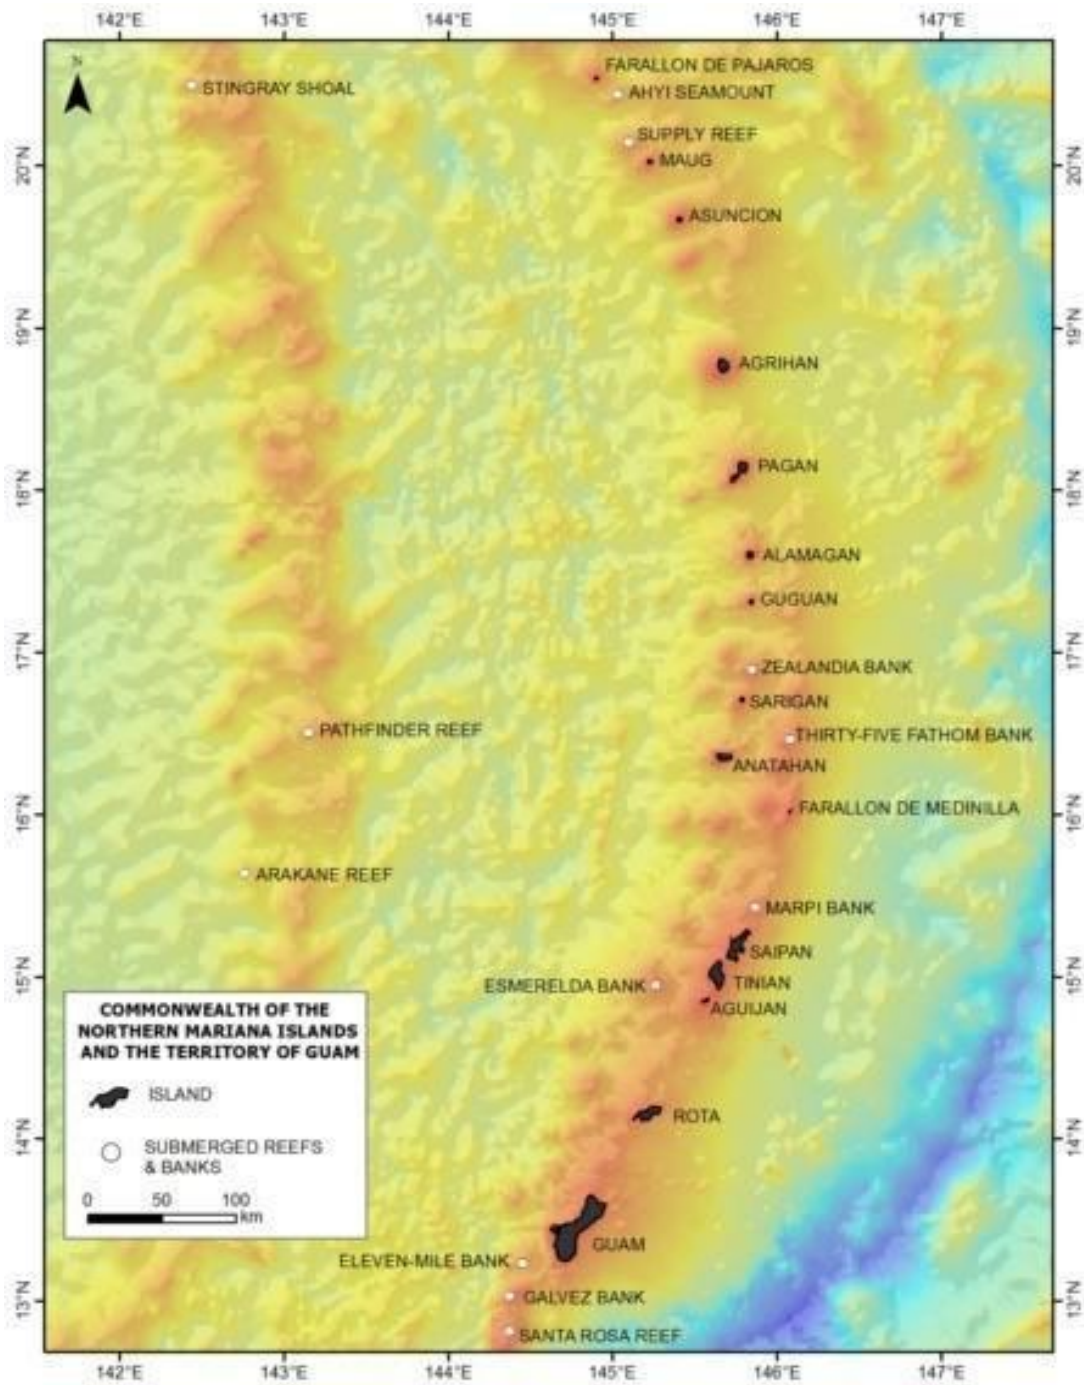 142°E 143°E 144°E 145°E 146°E 147°E
N
FARALLON DE PAJAROS
STINGRAY SHOAL
AHYI SEAMOUNT
SUPPLY REEF
MAUG
20°N 20°N
ASUNCION
19°N 19°N
AGRIHAN
PAGAN
18°N 18°N
ALAMAGAN
GUGUAN
17°N 17°N
ZEALANDIA BANK
SARIGAN
PATHFINDER REEF
THIRTY-FIVE FATHOM BANK
ANATAHAN
FARALLON DE MEDINILLA
16°N 16°N
ARAKANE REEF
MARPI BANK
SAIPAN
15°N 15°N
ESMERELDA BANK
TINIAN
AGUIJAN
COMMONWEALTH OF THE
NORTHERN MARIANA ISLANDS
AND THE TERRITORY OF GUAM
ISLAND
ROTA
14°N 14°N
SUBMERGED REEFS
& BANKS
0 50 100
km
GUAM
ELEVEN-MILE BANK
GALVEZ BANK
13°N 13°N
SANTA ROSA REEF
142°E 143°E 144°E 145°E 146°E 147°E